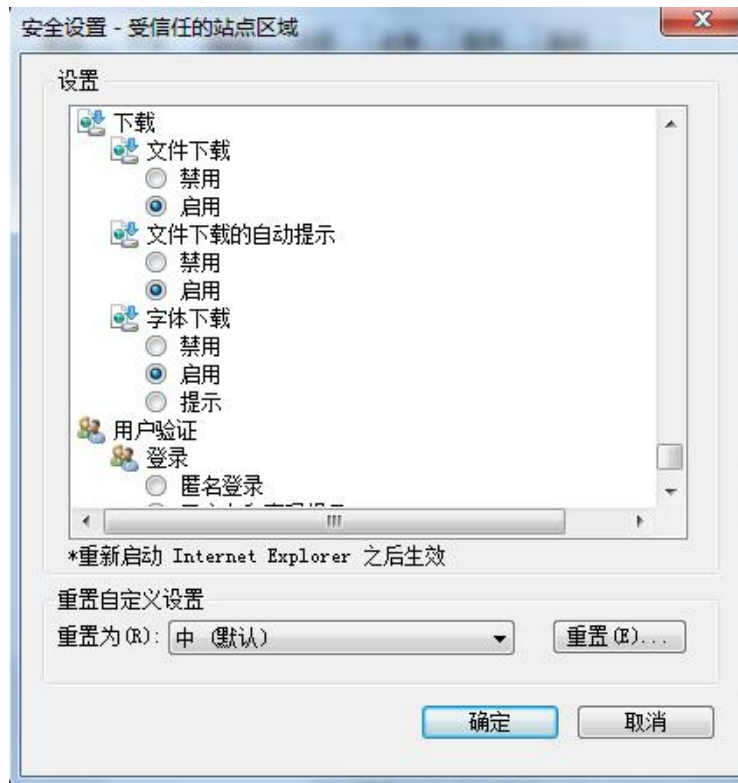 安全设置 - 受信任的站点区域
设置
下载
文件下载
禁用
启用
文件下载的自动提示
禁用
启用
字体下载
禁用
启用
提示
用户验证
登录
匿名登录
*重新启动 Internet Explorer 之后生效
重置自定义设置
重置为(R): 中 (默认) 重置(E)...
确定 取消